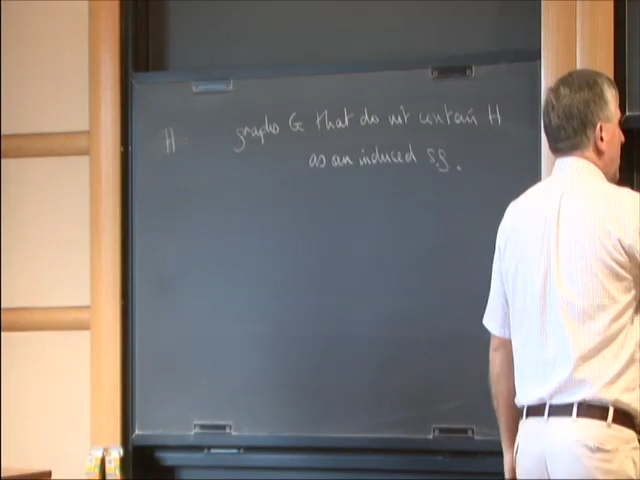 H graphs G that do not contain H
as an induced s.g.